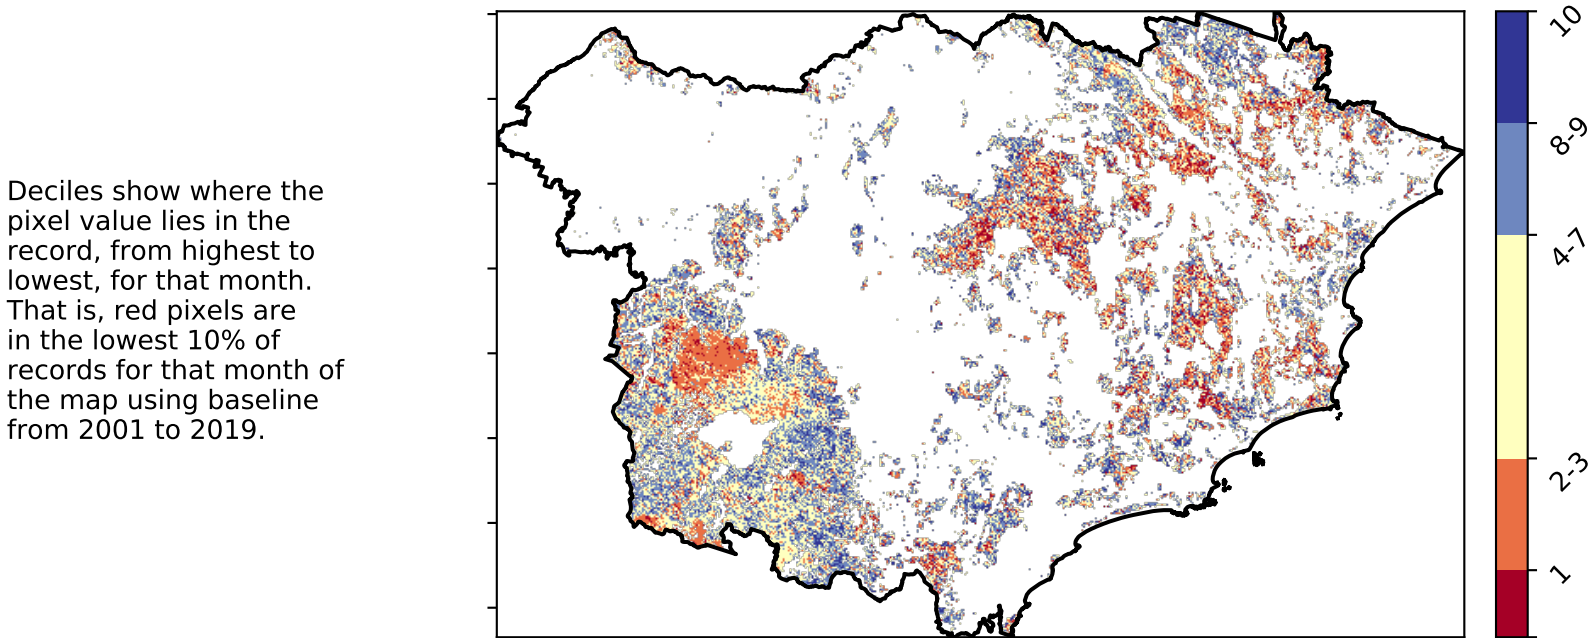 Deciles show where the
pixel value lies in the
record, from highest to
lowest, for that month.
That is, red pixels are
in the lowest 10% of
records for that month of
the map using baseline
from 2001 to 2019.
10
8-9
4-7
2-3
1